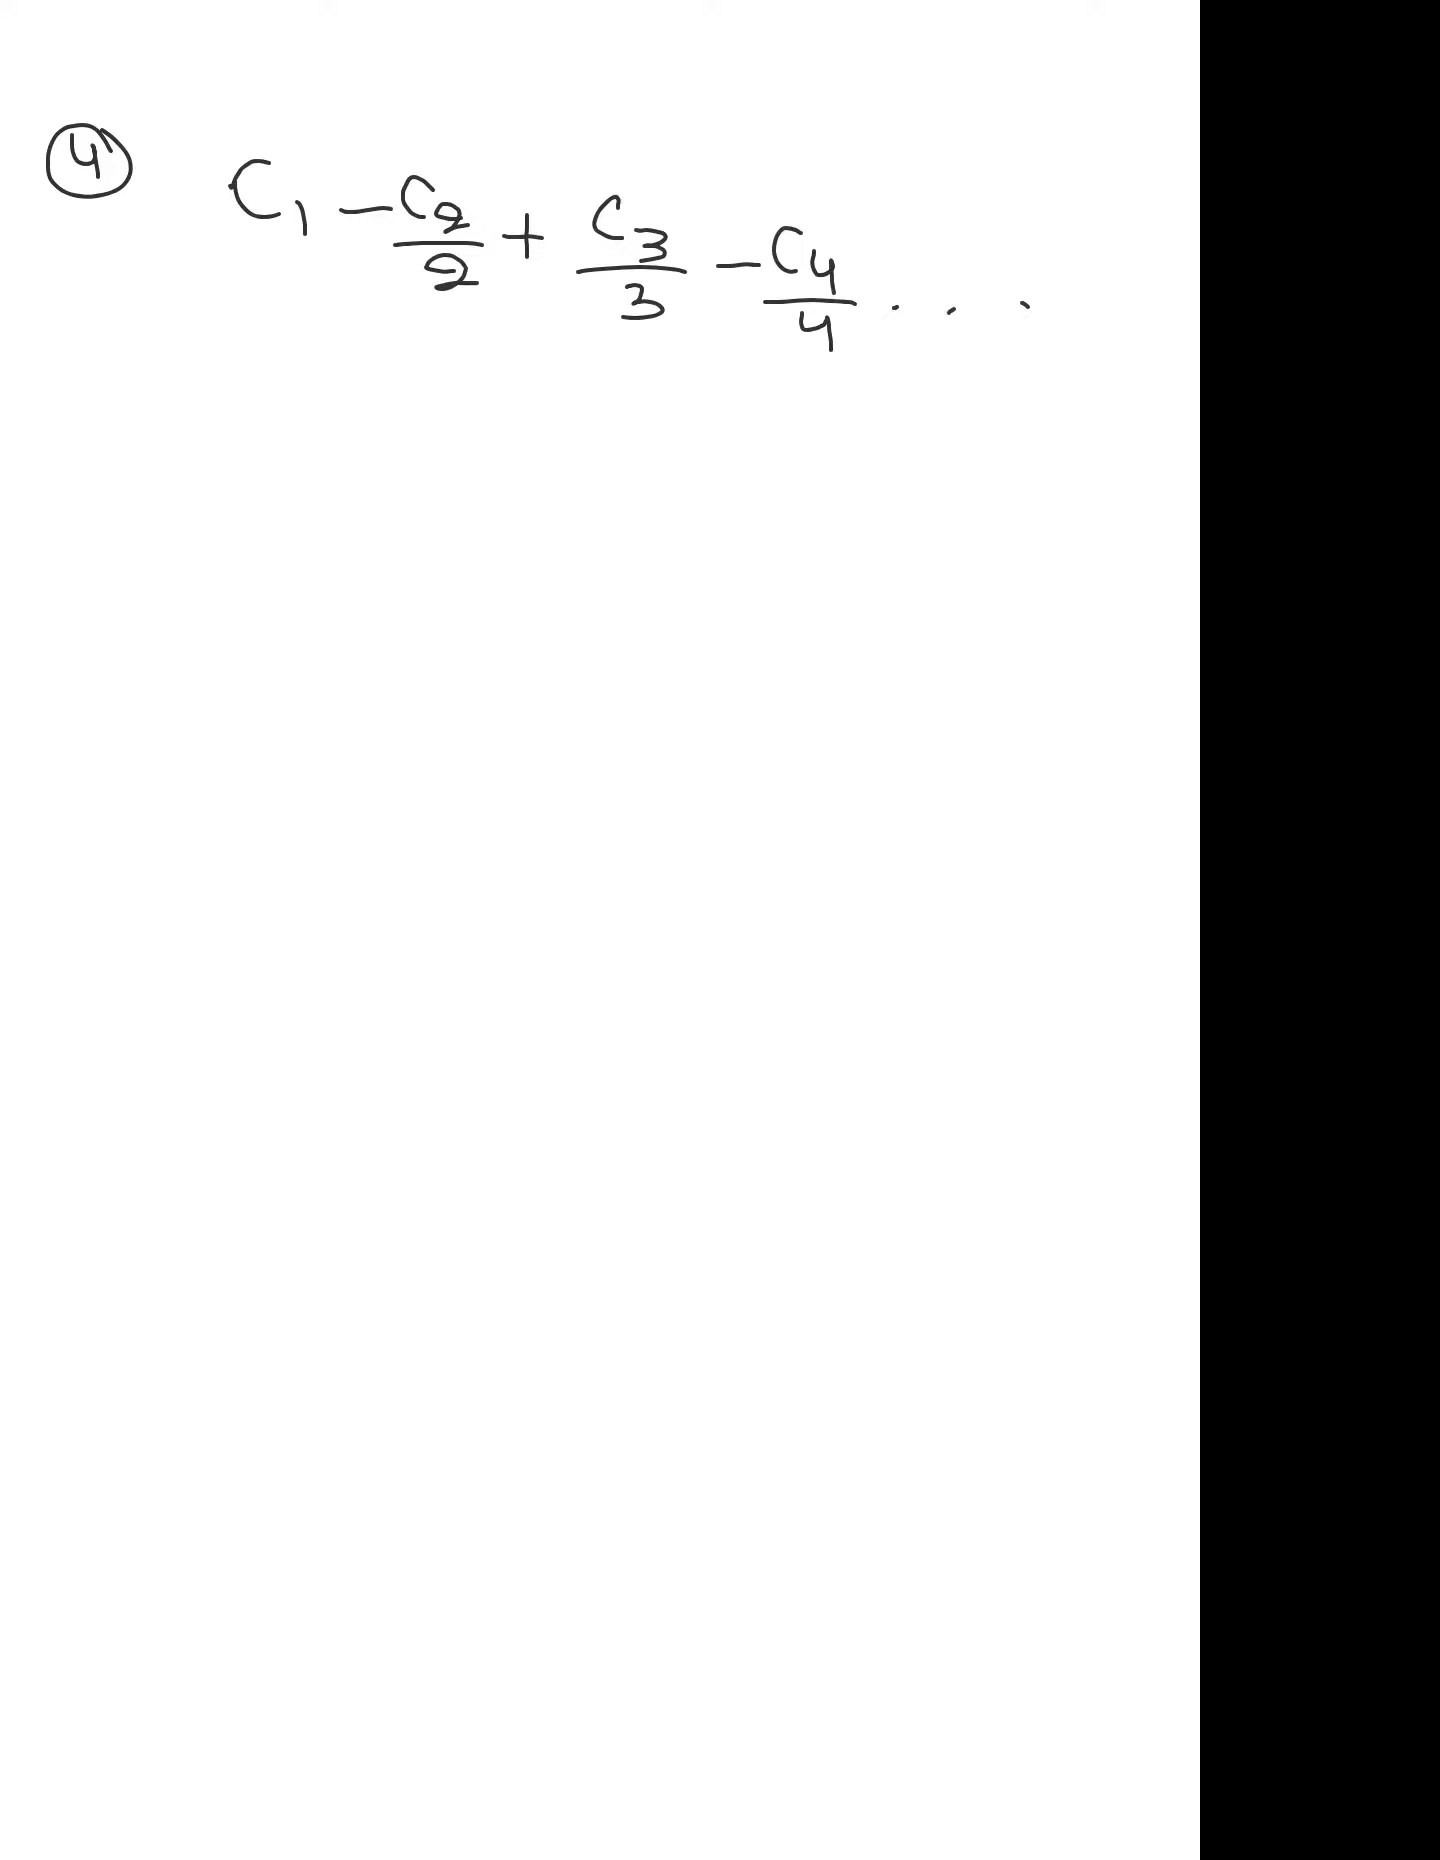 ④ C₁ - C₂/2 + C₃/3 - C₄/4 . . .